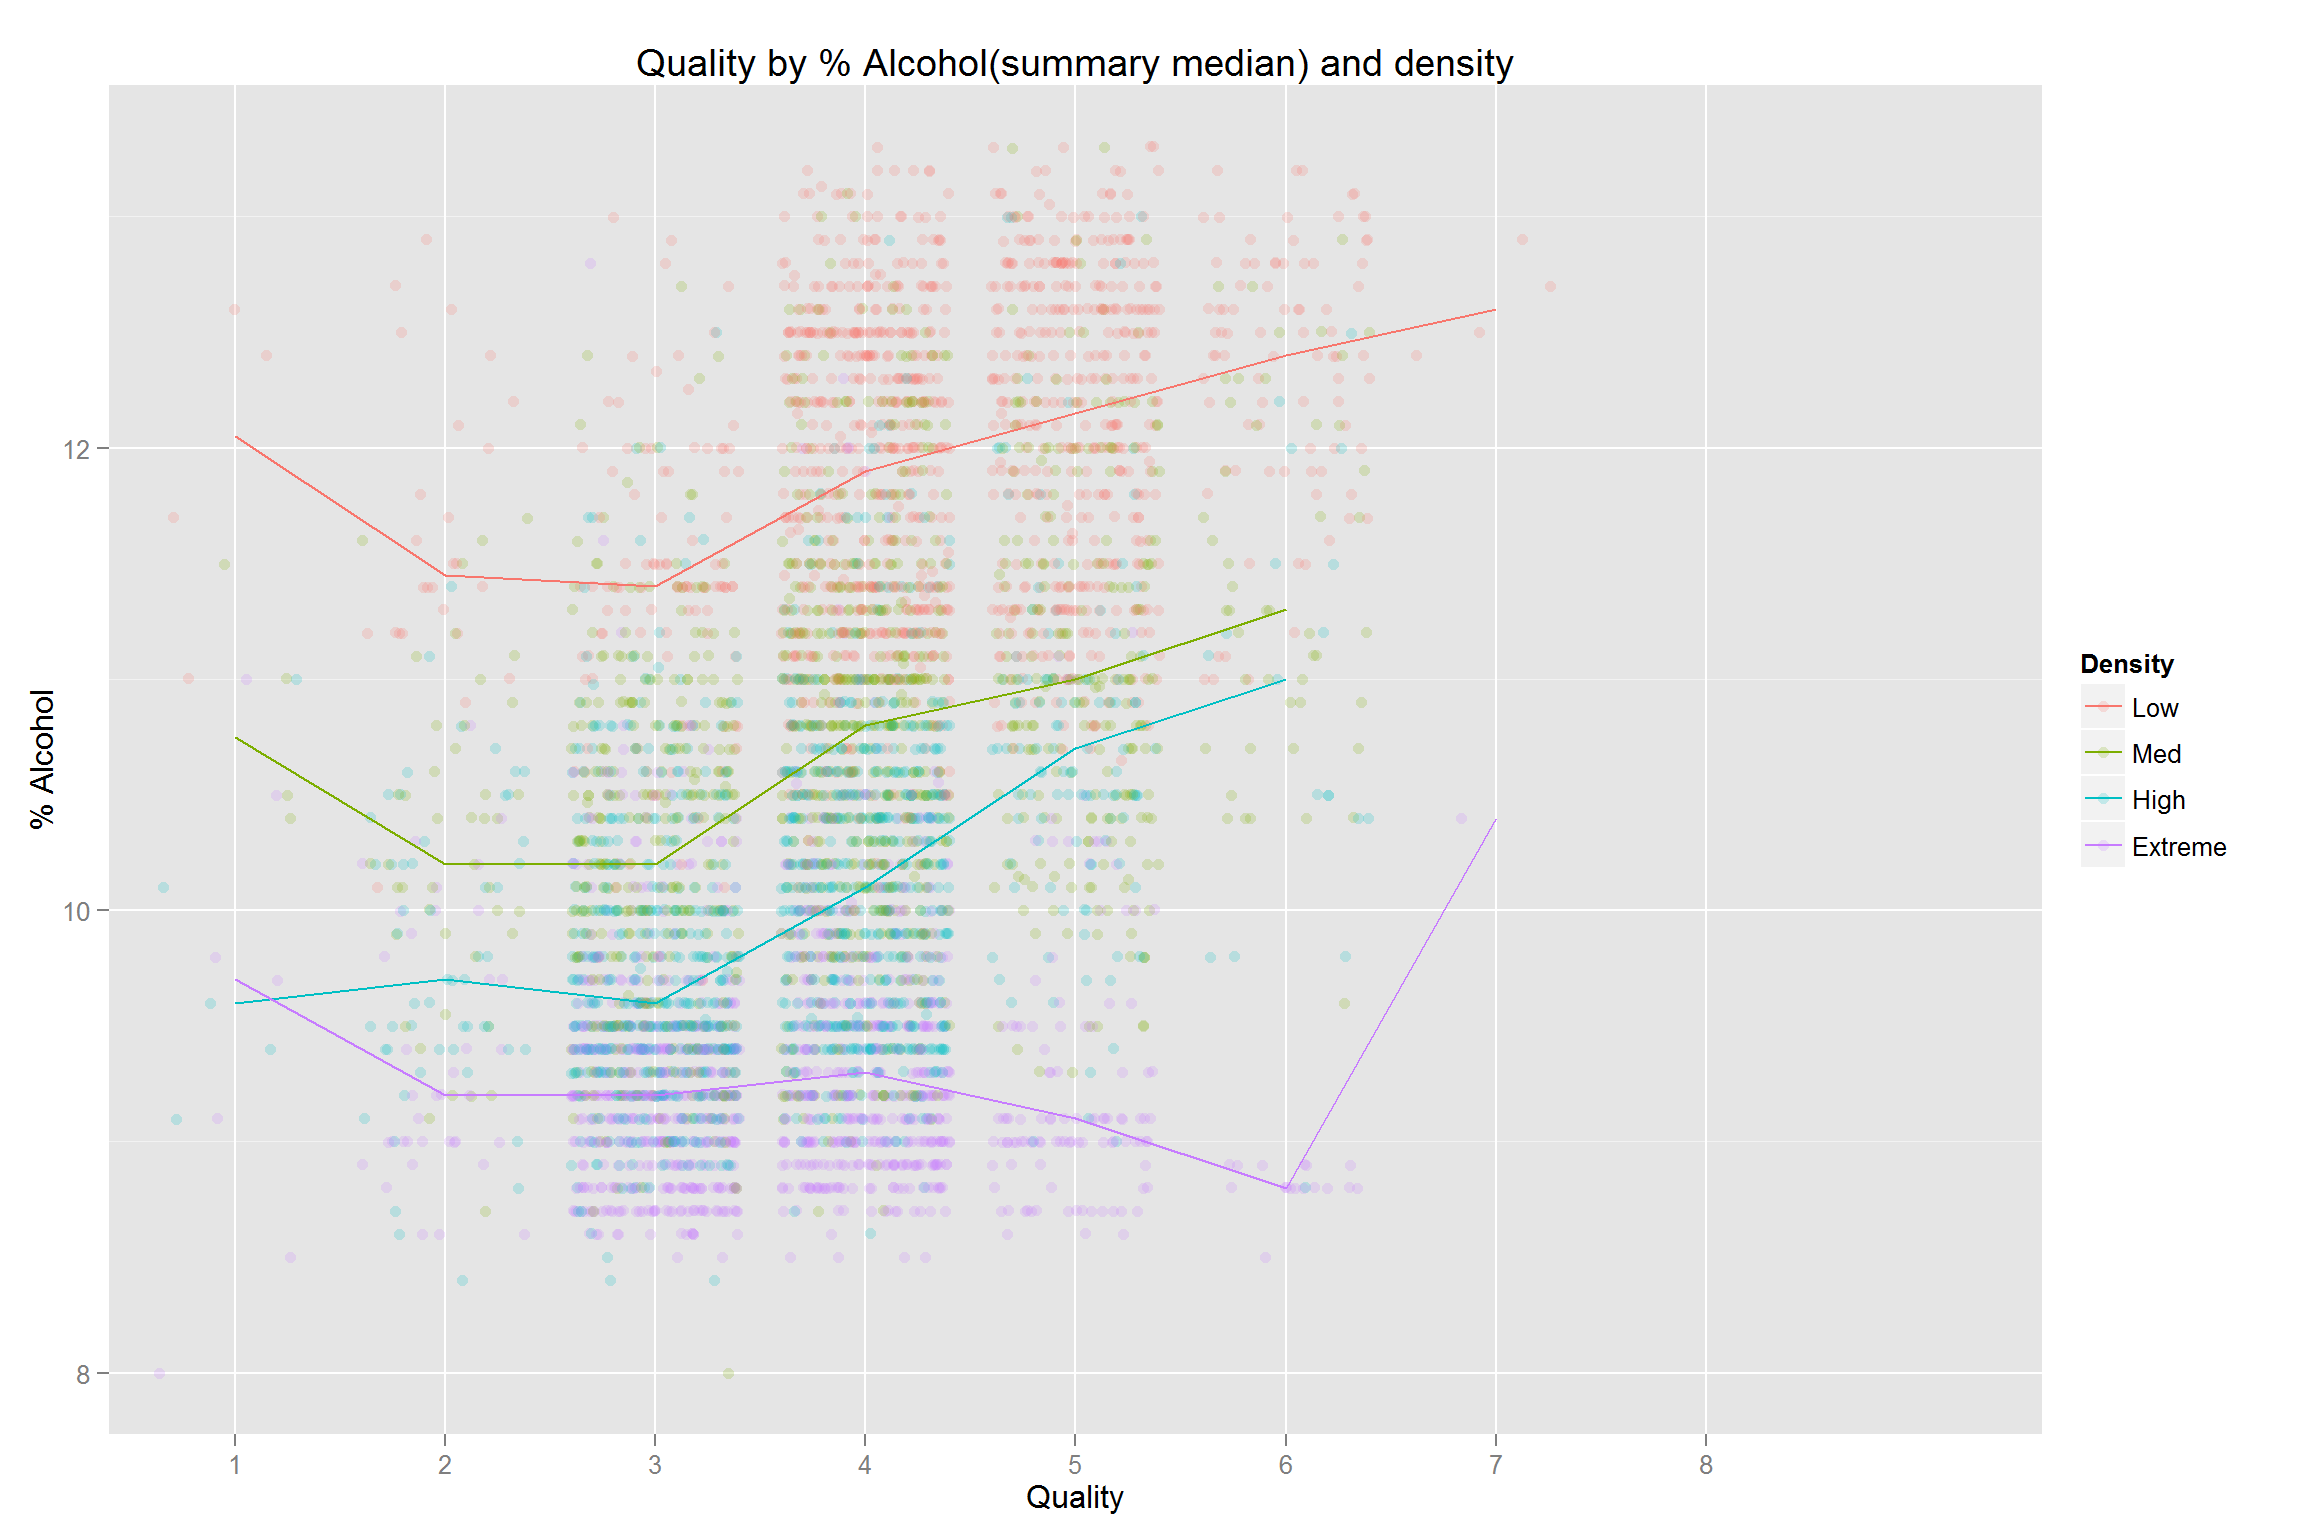 Quality by % Alcohol(summary median) and density
% Alcohol
12
10
8
1 2 3 4 5 6 7 8
Quality
Density
Low
Med
High
Extreme